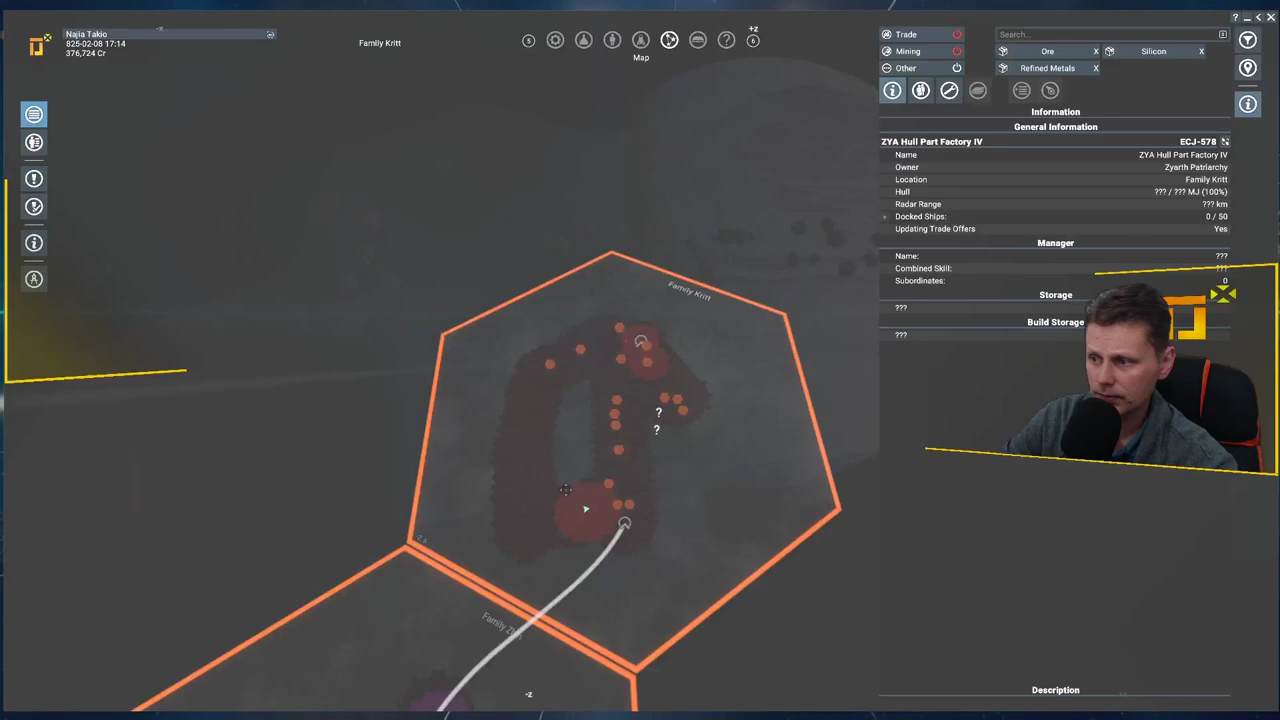 Najia Takio
825-02-08 17:14
376,724 Cr
Family Kritt
5
Map
+z
6
-x
Trade
Mining
Other
Search...
Ore x
Silicon x
Refined Metals x
Information
General Information
ZYA Hull Part Factory IV ECJ-578
Name ZYA Hull Part Factory IV
Owner Zyarth Patriarchy
Location Family Kritt
Hull ??? / ??? MJ (100%)
Radar Range ??? km
Docked Ships: 0 / 50
Updating Trade Offers Yes
Manager
Name: ???
Combined Skill: ???
Subordinates: 0
Storage
???
Build Storage
???
Family Kritt
?
?
-z
Description